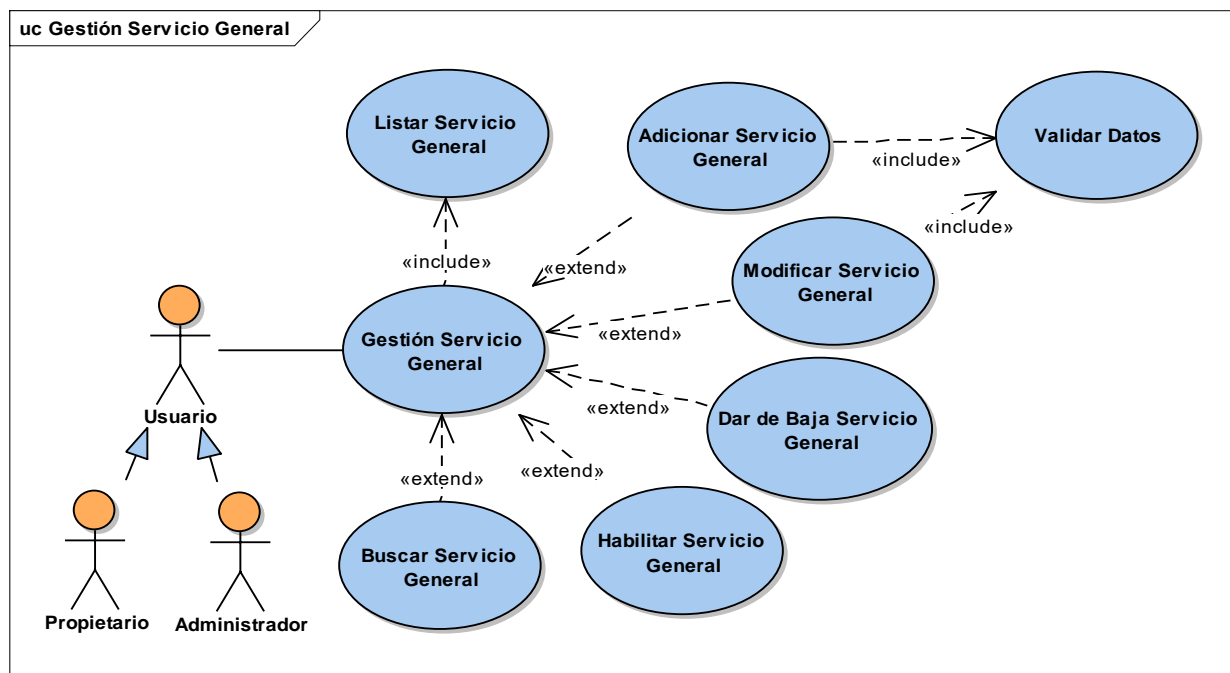 uc Gestión Servicio General
Listar Servicio
General
Adicionar Servicio
General
Validar Datos
«include»
«include»
«include»
«extend»
Modificar Servicio
General
Gestión Servicio
General
«extend»
«extend»
Dar de Baja Servicio
General
Usuario
«extend»
«extend»
Buscar Servicio
General
Habilitar Servicio
General
Propietario
Administrador